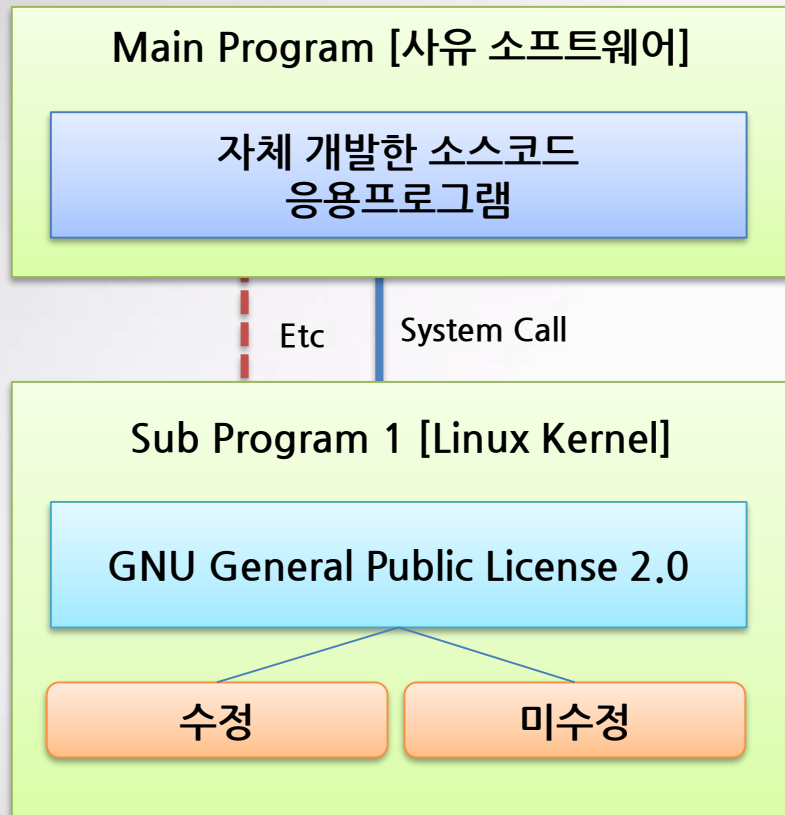 Main Program [사유 소프트웨어]
자체 개발한 소스코드
응용프로그램
Etc
System Call
Sub Program 1 [Linux Kernel]
GNU General Public License 2.0
수정
미수정